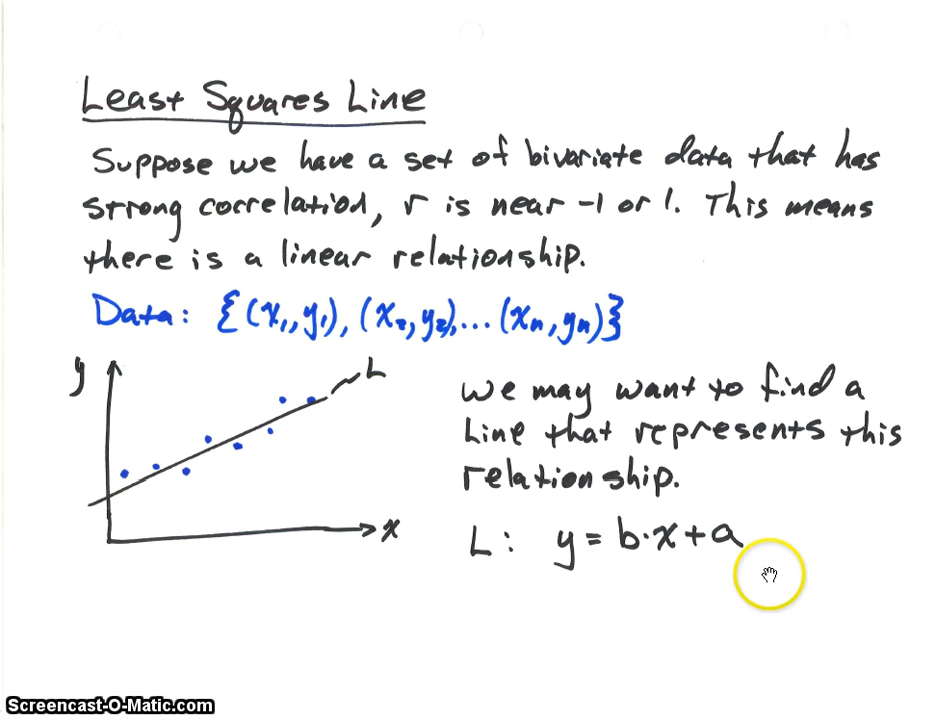 Least Squares Line
Suppose we have a set of bivariate data that has
strong correlation, r is near -1 or 1. This means
there is a linear relationship.
Data: {(x₁,y₁), (x₂,y₂),...(xₙ,yₙ)}
y
L
x
We may want to find a
Line that represents this
relationship.
L: y = b·x+a
Screencast-O-Matic.com